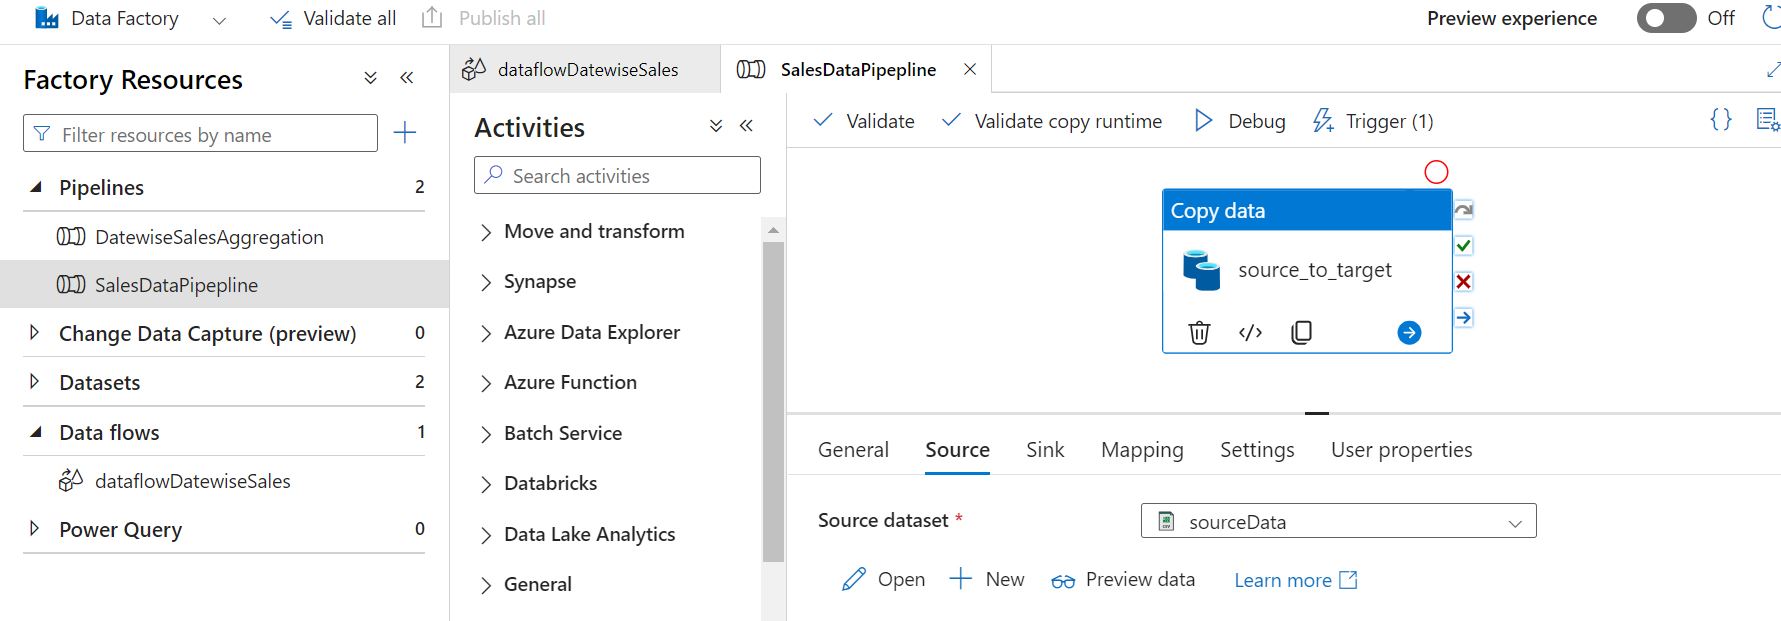 Data Factory
Validate all
Publish all
Preview experience
Off
Factory Resources
Filter resources by name
Pipelines 2
DatewiseSalesAggregation
SalesDataPipepline
Change Data Capture (preview) 0
Datasets 2
Data flows 1
dataflowDatewiseSales
Power Query 0
dataflowDatewiseSales
SalesDataPipepline
Activities
Search activities
Move and transform
Synapse
Azure Data Explorer
Azure Function
Batch Service
Databricks
Data Lake Analytics
General
Validate
Validate copy runtime
Debug
Trigger (1)
{}
Copy data
source_to_target
</>
General
Source
Sink
Mapping
Settings
User properties
Source dataset *
sourceData
Open
New
Preview data
Learn more